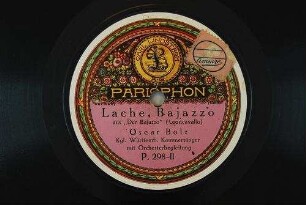 PARLOPHON
Lache, Bajazzo
aus „Der Bajazzo" (Leoncavallo)
Oscar Bolz
Kgl. Württemb. Kammersänger
mit Orchesterbegleitung
P. 298-II